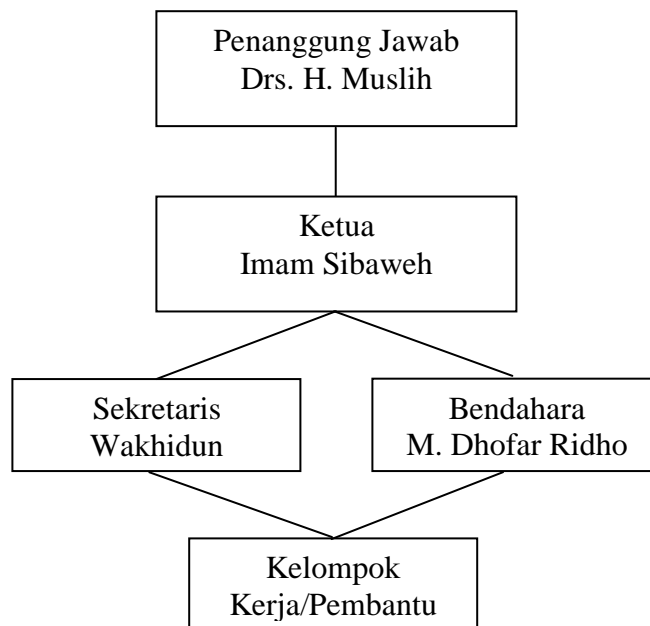 Penanggung Jawab
Drs. H. Muslih
Ketua
Imam Sibaweh
Sekretaris
Wakhidun
Bendahara
M. Dhofar Ridho
Kelompok
Kerja/Pembantu